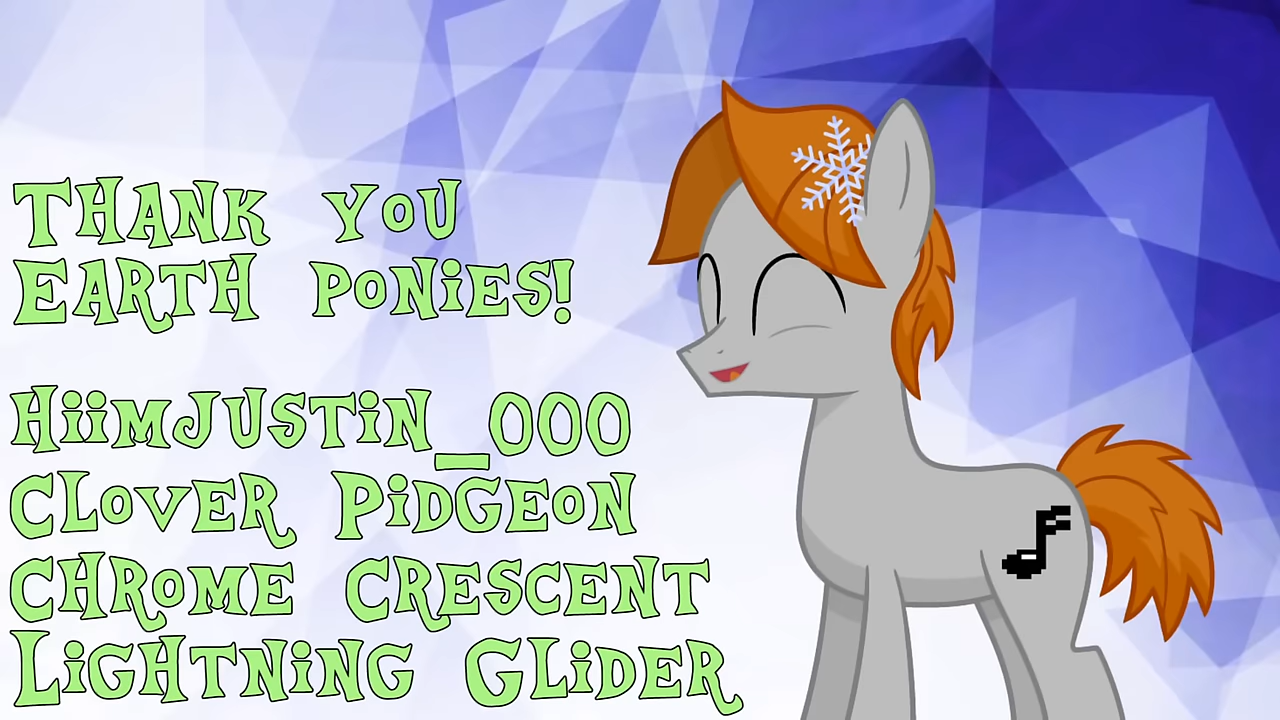 Thank you
Earth ponies!
HiimJustin_000
Clover Pidgeon
Chrome Crescent
Lightning Glider